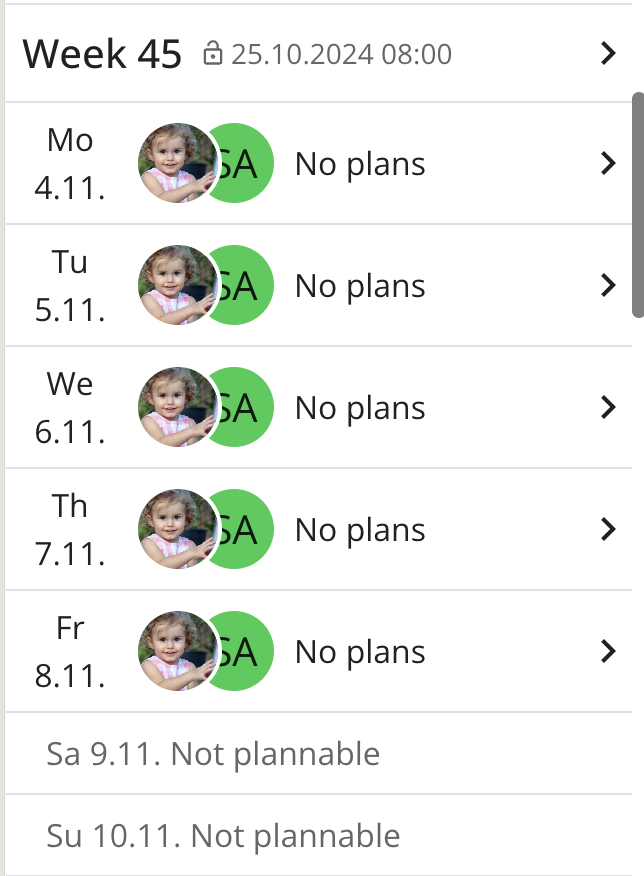 Week 45 25.10.2024 08:00
Mo
4.11.
SA No plans
Tu
5.11.
SA No plans
We
6.11.
SA No plans
Th
7.11.
SA No plans
Fr
8.11.
SA No plans
Sa 9.11. Not plannable
Su 10.11. Not plannable